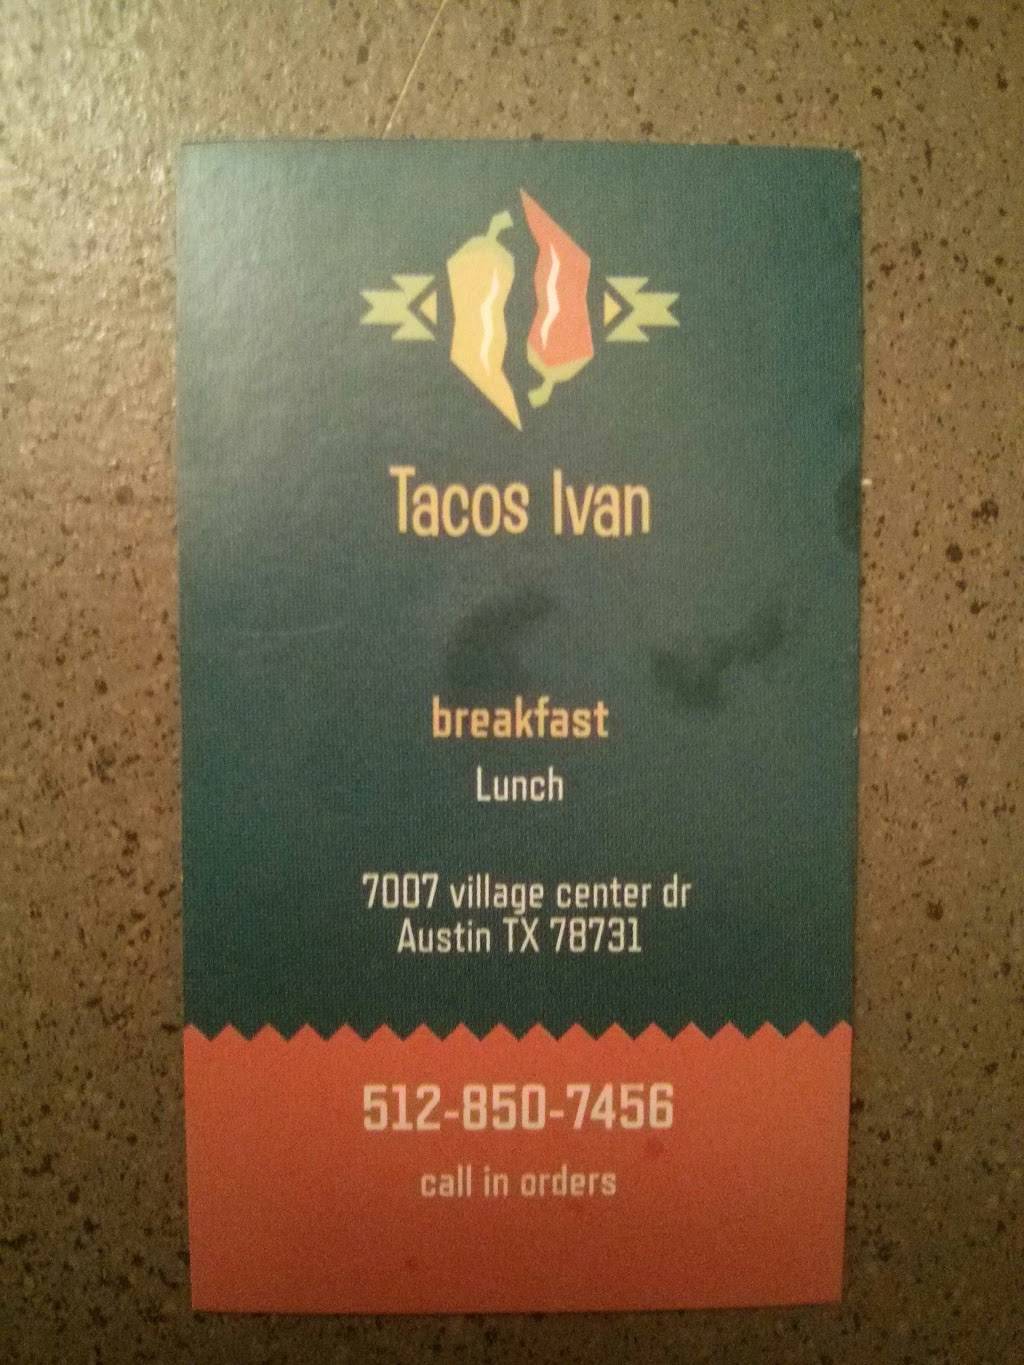 Tacos Ivan
breakfast
Lunch
7007 village center dr
Austin TX 78731
512-850-7456
call in orders